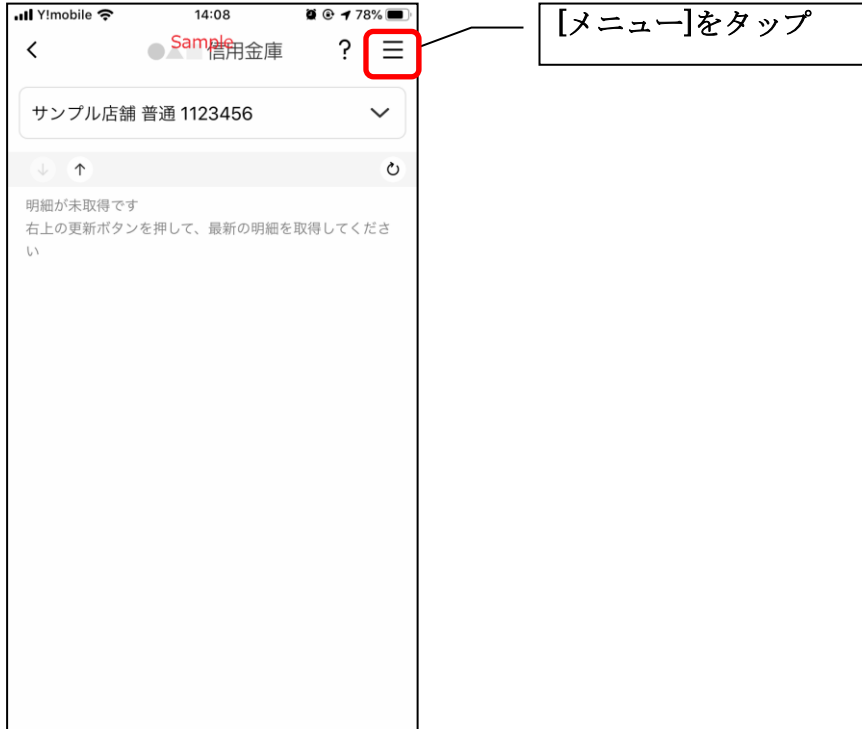 Y!mobile 14:08 78%
Sample
●▲■信用金庫 ?
[メニュー]をタップ
サンプル店舗 普通 1123456
明細が未取得です
右上の更新ボタンを押して、最新の明細を取得してくださ
い